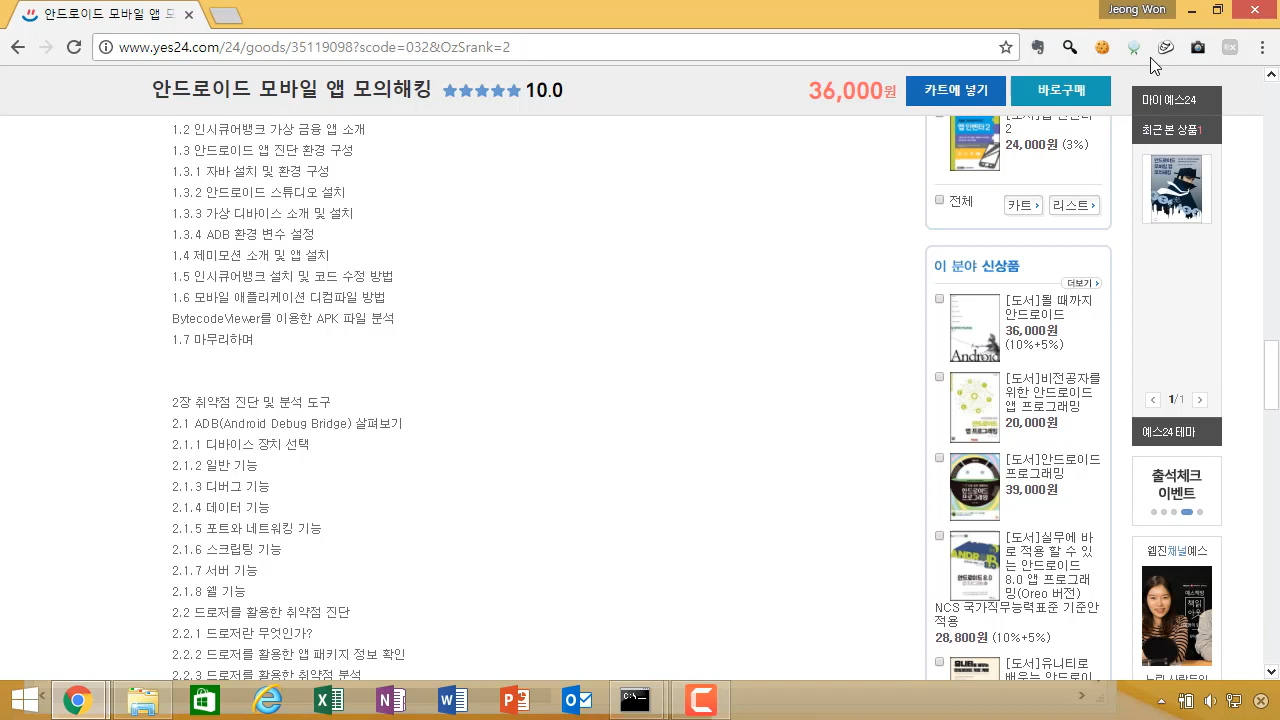 안드로이드 모바일 앱 모
Jeong Won
www.yes24.com/24/goods/35119098?scode=032&OzSrank=2
안드로이드 모바일 앱 모의해킹 ★★★★★ 10.0
36,000원
카트에 넣기
바로구매
1.2 인시큐어뱅크 가상 금융 앱 소개
1.3 안드로이드 앱 진단 환경 구성
1.3.1 자바 설치 및 환경 구성
1.3.2 안드로이드 스튜디오 설치
1.3.3 가상 디바이스 소개 및 설치
1.3.4 ADB 환경 변수 설정
1.4 제미모션 소개 및 앱 설치
1.5 인시큐어뱅크 설치 및 코드 수정 방법
1.6 모바일 애플리케이션 디컴파일 방법
BytecodeViewer를 이용한 APK 파일 분석
1.7 마무리하며
2장 취약점 진단 및 분석 도구
2.1 ADB(Android Debug Bridge) 살펴보기
2.1.1 디바이스 장치 선택
2.1.2 일반 기능
2.1.3 디버그 기능
2.1.4 데이터 기능
2.1.5 포트와 네트워킹 기능
2.1.6 스크립팅 기능
2.1.7 서버 기능
2.1.8 쉘 기능
2.2 드로저를 활용한 취약점 진단
2.2.1 드로저란 무엇인가?
2.2.2 드로저를 활용한 앱 패키지 정보 확인
앱 인벤터
2
24,000원 (3%)
전체
카트
리스트
이 분야 신상품
더보기
[도서]될 때까지
안드로이드
36,000원
(10%+5%)
Android
[도서]비전공자를
위한 안드로이드
앱 프로그래밍
20,000원
[도서]안드로이드
프로그래밍
39,000원
[도서]실무에 바
로 적용 할 수 있
는 안드로이드
8.0 앱 프로그래
밍(Oreo 버전)
NCS 국가직무능력표준 기준안
적용
28,800원 (10%+5%)
[도서]유니티로
배우는 안드로이
마이 예스24
최근 본 상품1
안드로이드
모바일 앱
모의해킹
1/1
예스24 테마
출석체크
이벤트
웹진채널예스